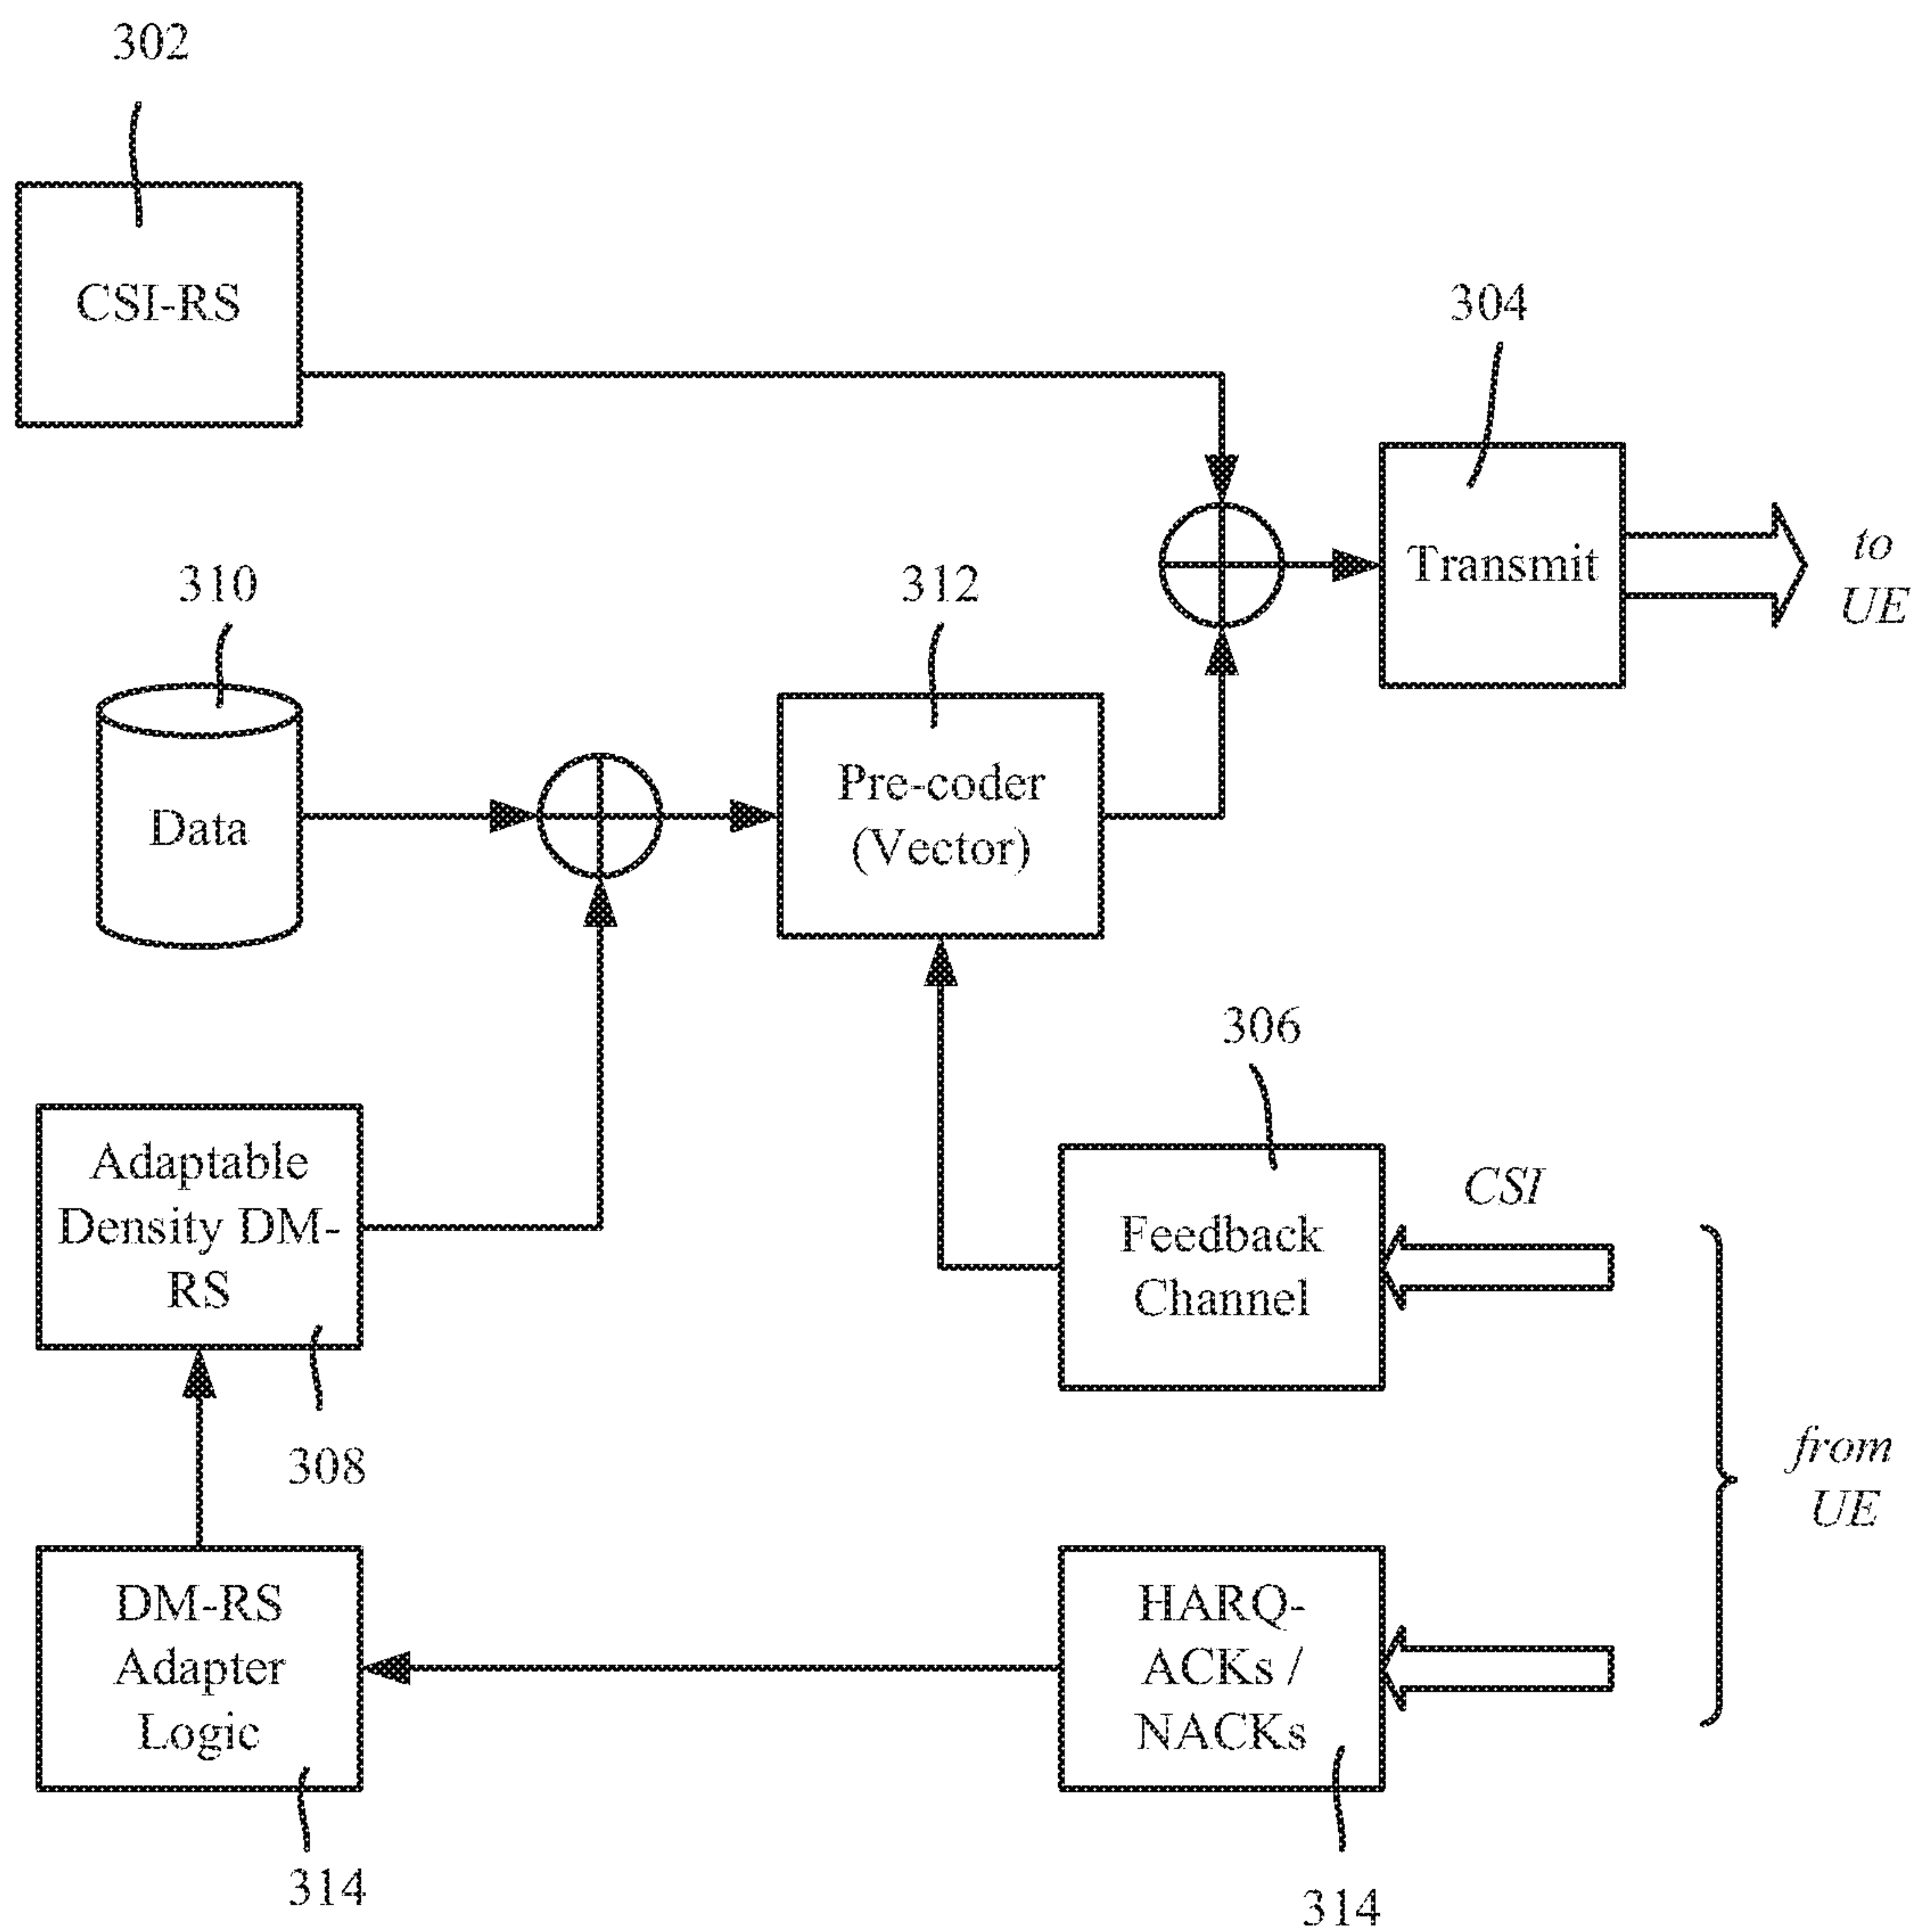 302
CSI-RS
304
Transmit
to
UE
310
Data
312
Pre-coder
(Vector)
306
CSI
Feedback
Channel
Adaptable
Density DM-
RS
308
from
UE
DM-RS
Adapter
Logic
314
HARQ-
ACKs /
NACKs
314